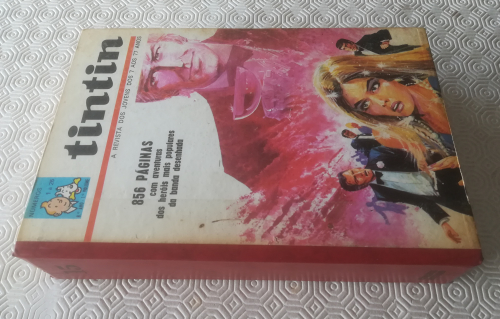 tintin
A REVISTA DOS JOVENS DOS 7 AOS 77 ANOS
856 PÁGINAS
com aventuras
dos heróis mais populares
da banda desenhada